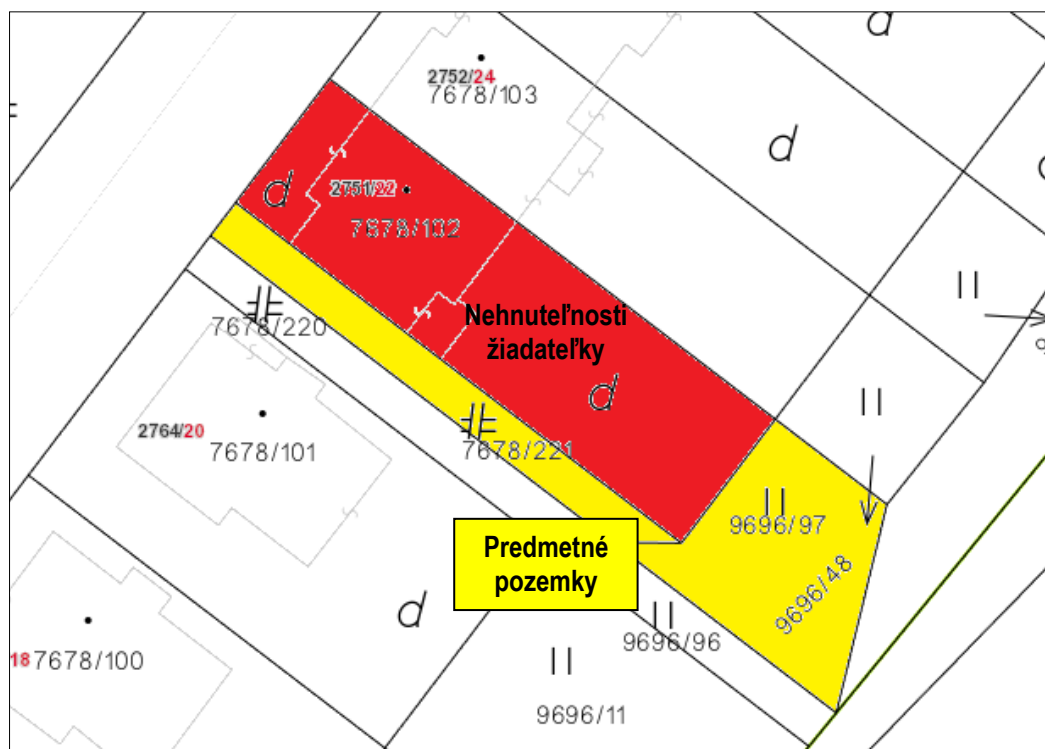 d
2752/24
7678/103
d
2751/22
d
7678/102
II
7678/220
Nehnuteľnosti
žiadateľky
d
II
2764/20
7678/101
7678/221
II
9696/97
Predmetné
pozemky
9696/48
d
II
9696/96
18
7678/100
II
9696/11